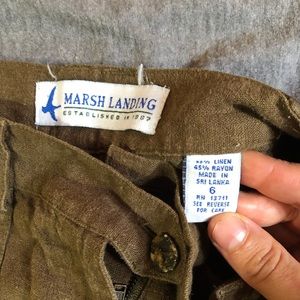 MARSH LANDING
ESTABLISHED IN 1987
55% LINEN
45% RAYON
MADE IN
SRI LANKA
6
RN 13711
SEE REVERSE
FOR CARE